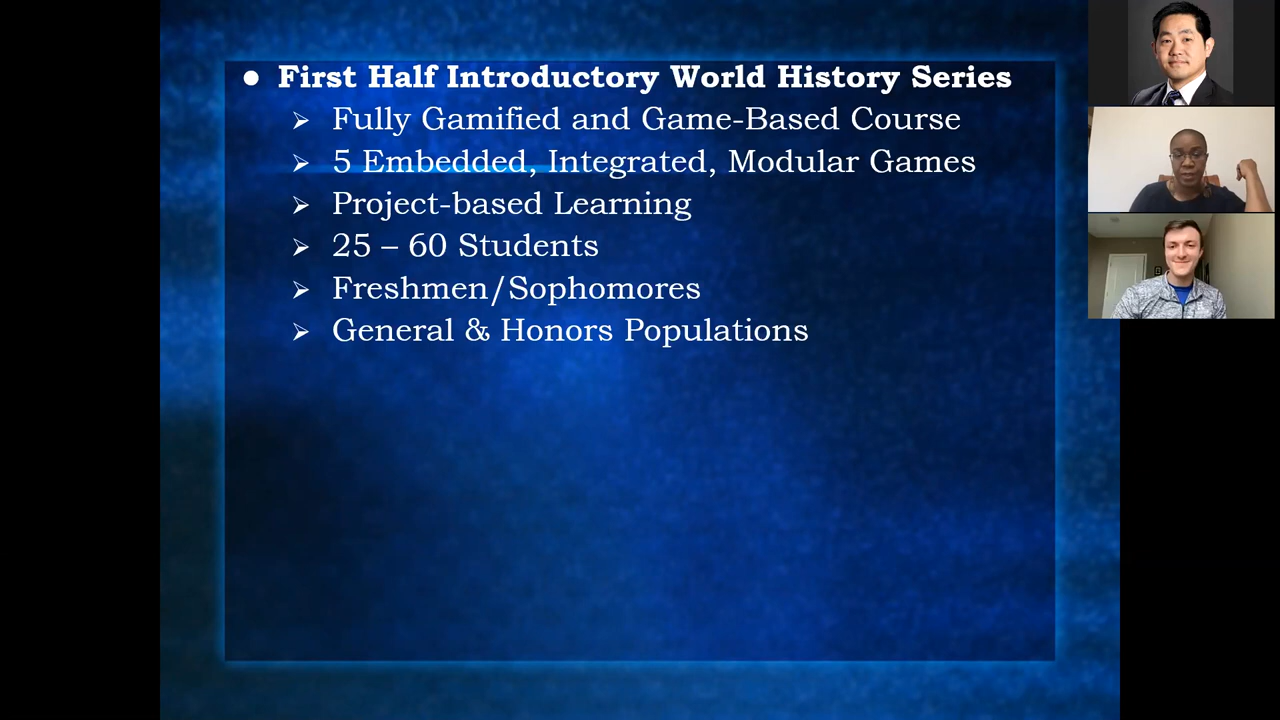 ● First Half Introductory World History Series
➢ Fully Gamified and Game-Based Course
➢ 5 Embedded, Integrated, Modular Games
➢ Project-based Learning
➢ 25 – 60 Students
➢ Freshmen/Sophomores
➢ General & Honors Populations